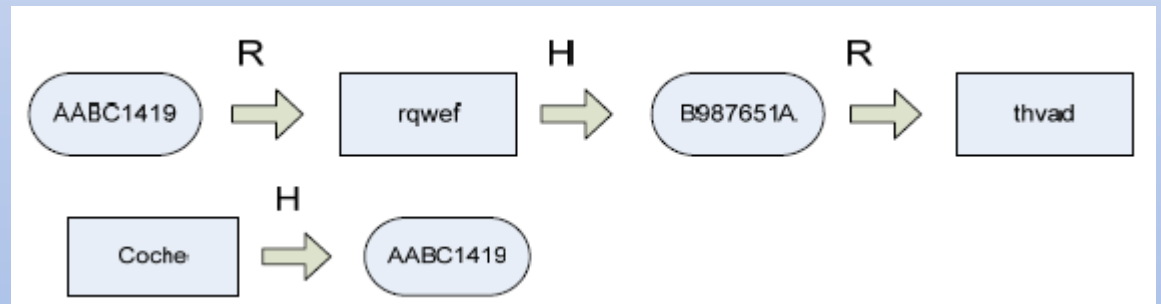 R H R
AABC1419 rqwef B987651A. thvad
H
Coche AABC1419